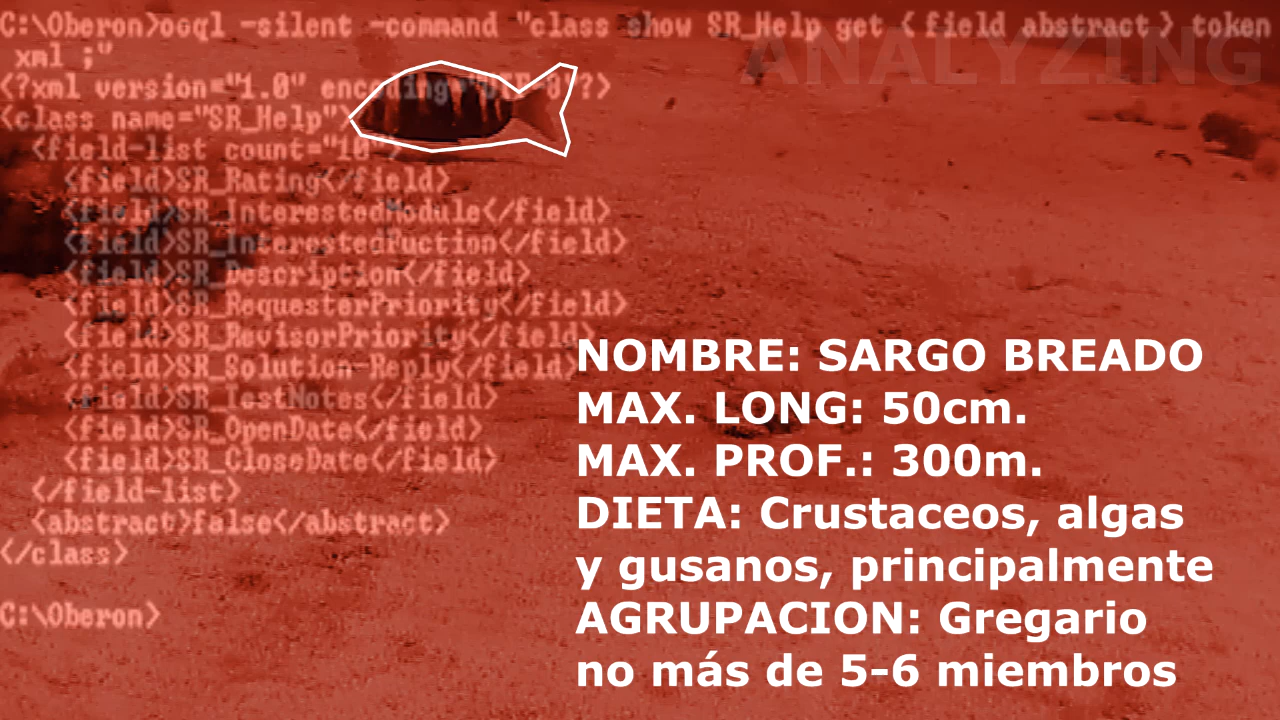 C:\Oberon>ooql -silent -command "class show SR_Help get { field abstract } token
xml ;"
ANALYZING
<?xml version="1.0" encoding="UTF-8"?>
<class name="SR_Help">
<field-list count="10">
<field>SR_Rating</field>
<field>SR_InterestedModule</field>
<field>SR_InterestedFuction</field>
<field>SR_Description</field>
<field>SR_RequesterPriority</field>
<field>SR_RevisorPriority</field>
<field>SR_Solution-Reply</field>
<field>SR_TestNotes</field>
<field>SR_OpenDate</field>
<field>SR_CloseDate</field>
</field-list>
<abstract>false</abstract>
</class>
C:\Oberon>
NOMBRE: SARGO BREADO
MAX. LONG: 50cm.
MAX. PROF.: 300m.
DIETA: Crustaceos, algas
y gusanos, principalmente
AGRUPACION: Gregario
no más de 5-6 miembros